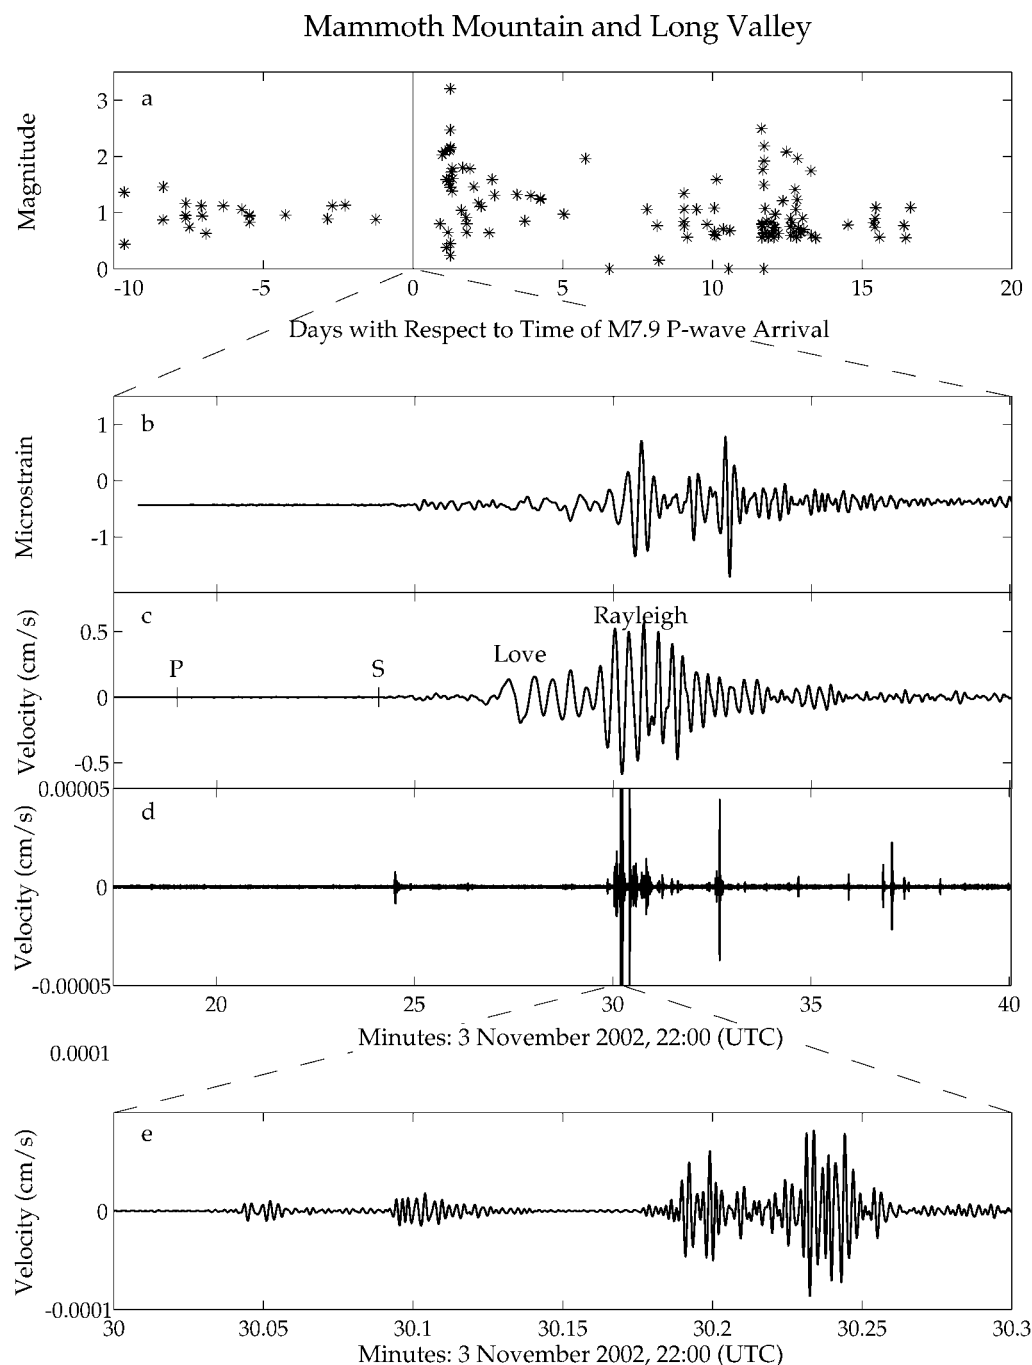 Mammoth Mountain and Long Valley
a
Magnitude
3
2
1
0
-10 -5 0 5 10 15 20
Days with Respect to Time of M7.9 P-wave Arrival
b
Microstrain
1
0
-1
c
Velocity (cm/s)
0.5
0
-0.5
P
S
Love
Rayleigh
d
Velocity (cm/s)
0.00005
0
-0.00005
20 25 30 35 40
Minutes: 3 November 2002, 22:00 (UTC)
0.0001
e
Velocity (cm/s)
0
-0.0001
30 30.05 30.1 30.15 30.2 30.25 30.3
Minutes: 3 November 2002, 22:00 (UTC)